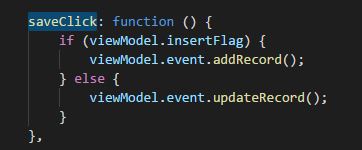 saveClick: function () {
    if (viewModel.insertFlag) {
        viewModel.event.addRecord();
    } else {
        viewModel.event.updateRecord();
    }
},